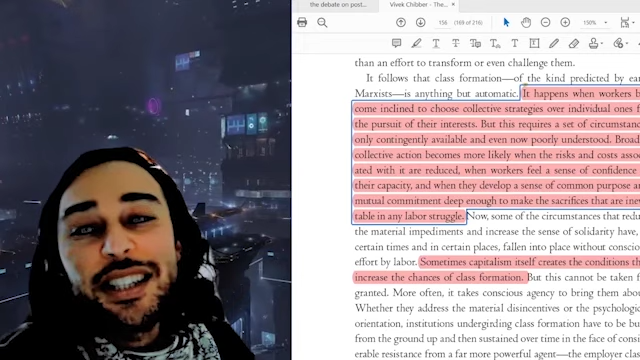 the debate on post...
Vivek Chibber - The...
156 (169 of 216)
150%
than an effort to transform or even challenge them.
It follows that class formation—of the kind predicted by ear
Marxists—is anything but automatic. It happens when workers b
come inclined to choose collective strategies over individual ones f
the pursuit of their interests. But this requires a set of circumstanc
only contingently available and even now poorly understood. Broad
collective action becomes more likely when the risks and costs assoc
ated with it are reduced, when workers feel a sense of confidence
their capacity, and when they develop a sense of common purpose an
mutual commitment deep enough to make the sacrifices that are inev
table in any labor struggle. Now, some of the circumstances that redu
the material impediments and increase the sense of solidarity have,
certain times and in certain places, fallen into place without conscio
effort by labor. Sometimes capitalism itself creates the conditions th
increase the chances of class formation. But this cannot be taken f
granted. More often, it takes conscious agency to bring them abou
Whether they address the material disincentives or the psychologic
orientation, institutions undergirding class formation have to be bu
from the ground up and then sustained over time in the face of consi
erable resistance from a far more powerful agent—the employer cla